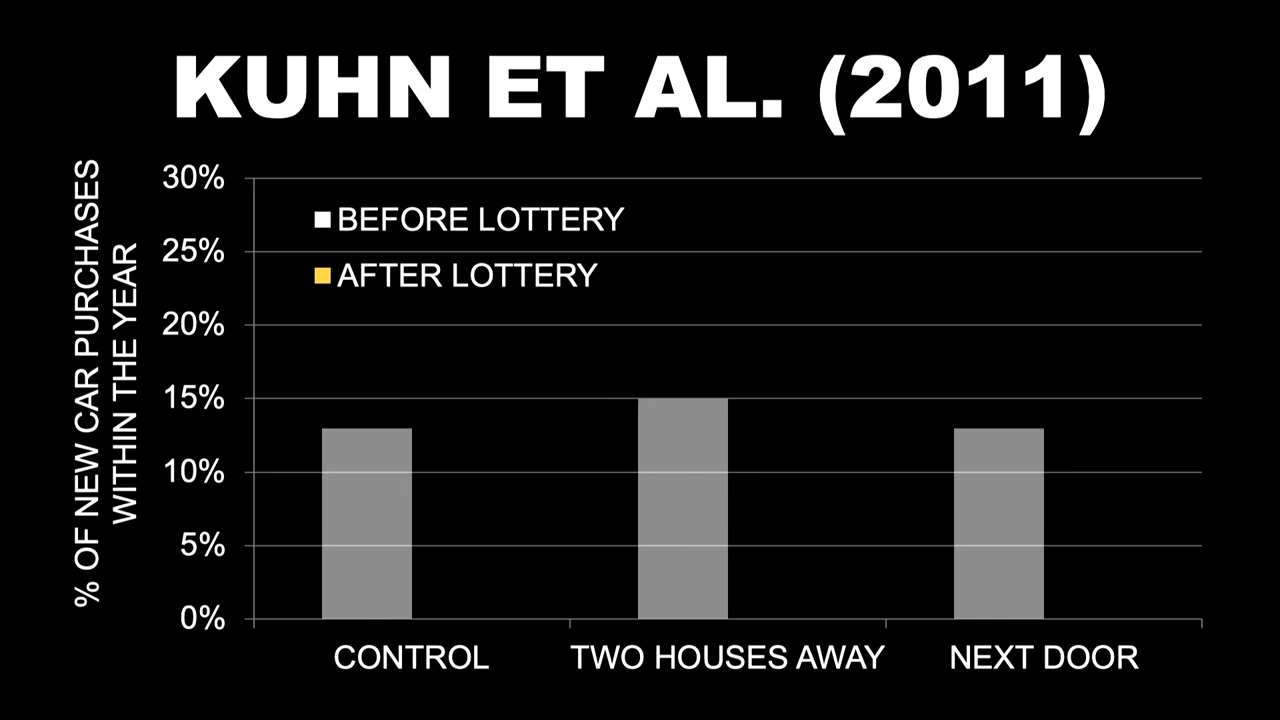 KUHN ET AL. (2011)
% OF NEW CAR PURCHASES
WITHIN THE YEAR
30%
25%
20%
15%
10%
5%
0%
BEFORE LOTTERY
AFTER LOTTERY
CONTROL
TWO HOUSES AWAY
NEXT DOOR